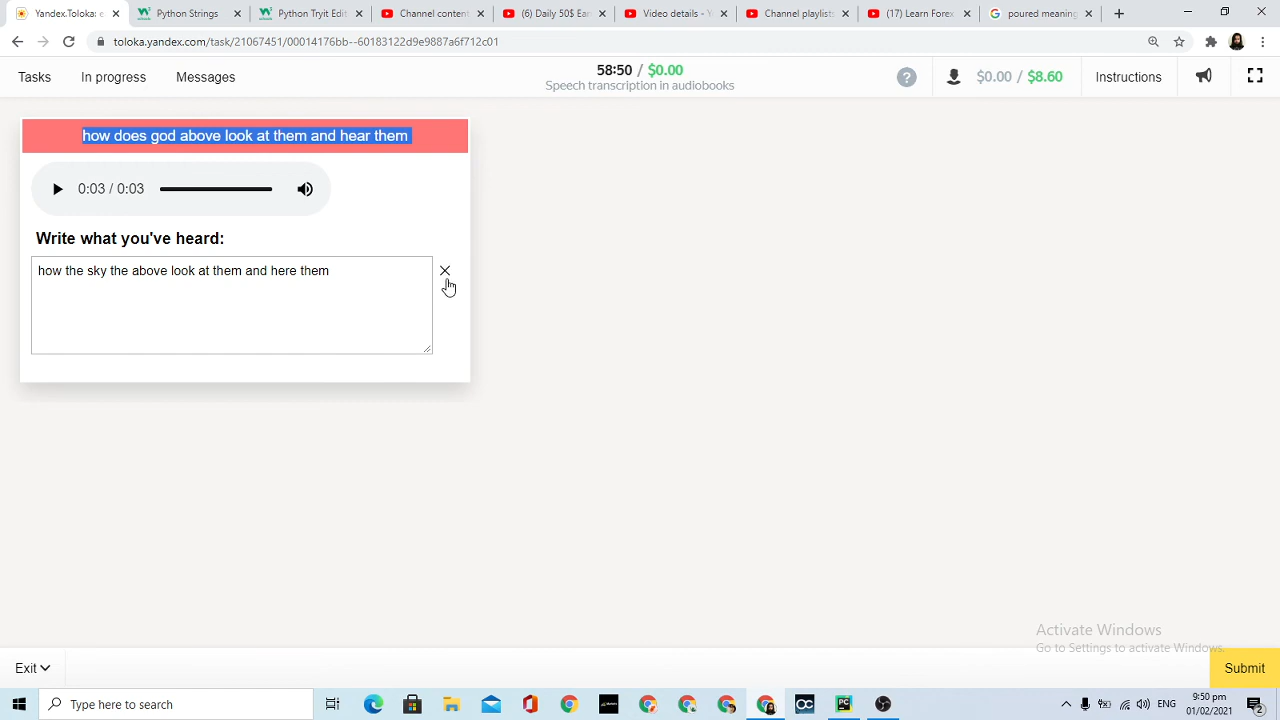 Yandex.Toloka:
Python Strings
Python Tryit Edit
Channel content
(6) Daily 50$ Ear
Video details - Y
Channel playlists
(17) Learn Forex
poured meaning
toloka.yandex.com/task/21067451/00014176bb--60183122d9e9887a6f712c01
Tasks
In progress
Messages
58:50 / $0.00
Speech transcription in audiobooks
?
$0.00 / $8.60
Instructions
how does god above look at them and hear them
0:03 / 0:03
Write what you've heard:
how the sky the above look at them and here them
Activate Windows
Go to Settings to activate Windows.
Exit
Submit
Type here to search
ENG
9:50 pm
01/02/2021
2